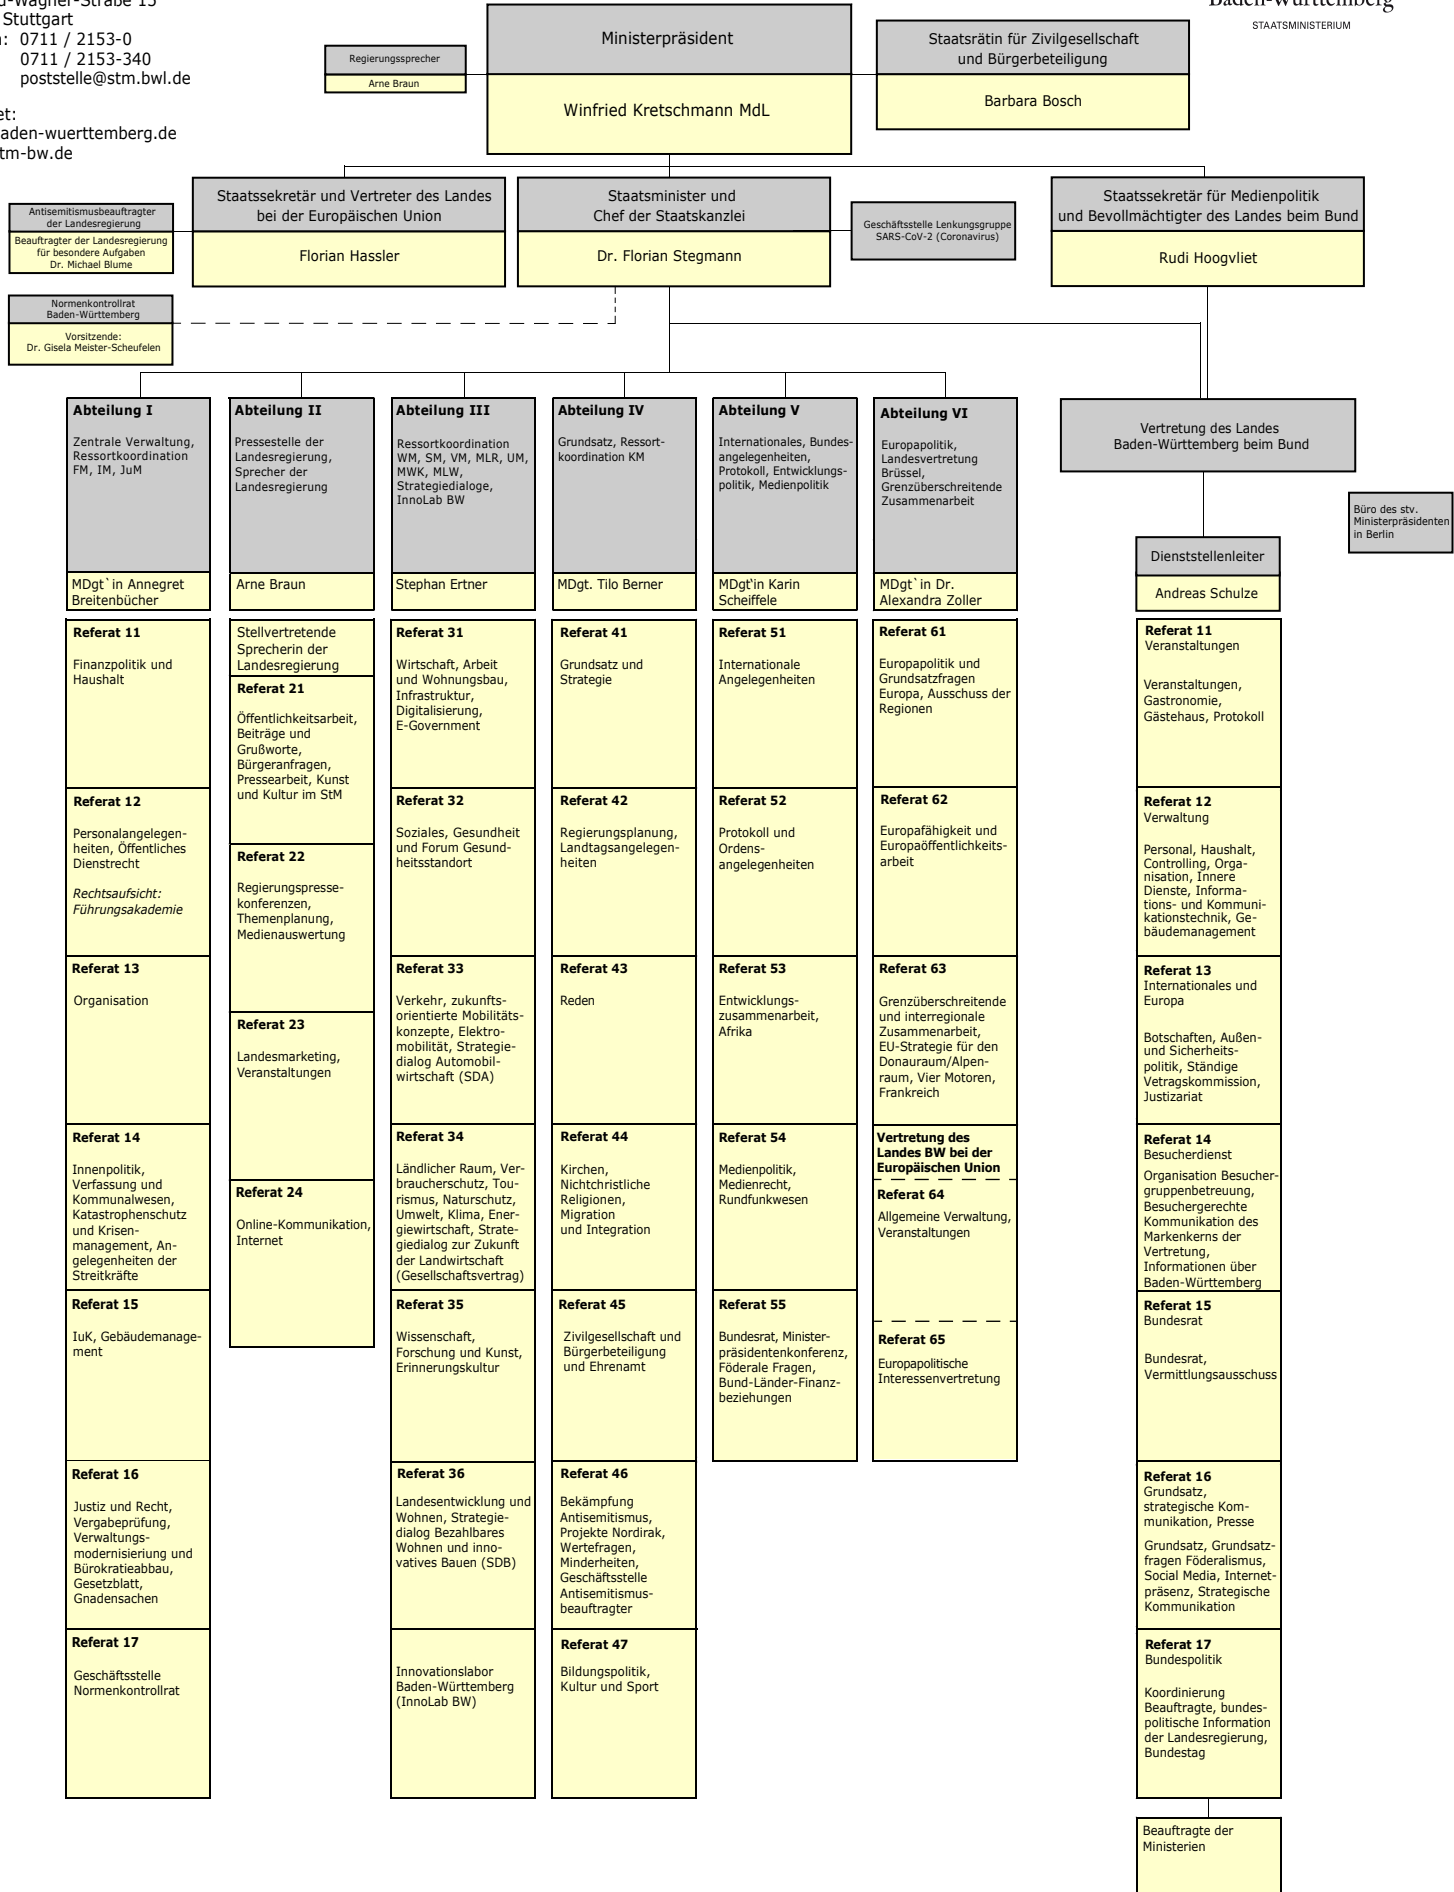 Stuttgart
0711 / 2153-0
0711 / 2153-340
poststelle@stm.bwl.de
Baden-Württemberg
STAATSMINISTERIUM
Regierungssprecher
Arne Braun
Ministerpräsident
Winfried Kretschmann MdL
Staatsrätin für Zivilgesellschaft
und Bürgerbeteiligung
Barbara Bosch
Antisemitismusbeauftragter
der Landesregierung
Beauftragter der Landesregierung
für besondere Aufgaben
Dr. Michael Blume
Staatssekretär und Vertreter des Landes
bei der Europäischen Union
Florian Hassler
Staatsminister und
Chef der Staatskanzlei
Dr. Florian Stegmann
Geschäftsstelle Lenkungsgruppe
SARS-CoV-2 (Coronavirus)
Staatssekretär für Medienpolitik
und Bevollmächtigter des Landes beim Bund
Rudi Hoogvliet
Normenkontrollrat
Baden-Württemberg
Vorsitzende:
Dr. Gisela Meister-Scheufelen
Abteilung I
Zentrale Verwaltung,
Ressortkoordination
FM, IM, JuM
MDgt`in Annegret
Breitenbücher
Referat 11
Finanzpolitik und
Haushalt
Referat 12
Personalangelegen-
heiten, Öffentliches
Dienstrecht
Rechtsaufsicht:
Führungsakademie
Referat 13
Organisation
Referat 14
Innenpolitik,
Verfassung und
Kommunalwesen,
Katastrophenschutz
und Krisen-
management, An-
gelegenheiten der
Streitkräfte
Referat 15
IuK, Gebäudemanage-
ment
Referat 16
Justiz und Recht,
Vergabeprüfung,
Verwaltungs-
modernisieriung und
Bürokratieabbau,
Gesetzblatt,
Gnadensachen
Referat 17
Geschäftsstelle
Normenkontrollrat
Abteilung II
Pressestelle der
Landesregierung,
Sprecher der
Landesregierung
Arne Braun
Stellvertretende
Sprecherin der
Landesregierung
Referat 21
Öffentlichkeitsarbeit,
Beiträge und
Grußworte,
Bürgeranfragen,
Pressearbeit, Kunst
und Kultur im StM
Referat 22
Regierungspresse-
konferenzen,
Themenplanung,
Medienauswertung
Referat 23
Landesmarketing,
Veranstaltungen
Referat 24
Online-Kommunikation,
Internet
Abteilung III
Ressortkoordination
WM, SM, VM, MLR, UM,
MWK, MLW,
Strategiedialoge,
InnoLab BW
Stephan Ertner
Referat 31
Wirtschaft, Arbeit
und Wohnungsbau,
Infrastruktur,
Digitalisierung,
E-Government
Referat 32
Soziales, Gesundheit
und Forum Gesund-
heitsstandort
Referat 33
Verkehr, zukunfts-
orientierte Mobilitäts-
konzepte, Elektro-
mobilität, Strategie-
dialog Automobil-
wirtschaft (SDA)
Referat 34
Ländlicher Raum, Ver-
braucherschutz, Tou-
rismus, Naturschutz,
Umwelt, Klima, Ener-
giewirtschaft, Strate-
giedialog zur Zukunft
der Landwirtschaft
(Gesellschaftsvertrag)
Referat 35
Wissenschaft,
Forschung und Kunst,
Erinnerungskultur
Referat 36
Landesentwicklung und
Wohnen, Strategie-
dialog Bezahlbares
Wohnen und inno-
vatives Bauen (SDB)
Innovationslabor
Baden-Württemberg
(InnoLab BW)
Abteilung IV
Grundsatz, Ressort-
koordination KM
MDgt. Tilo Berner
Referat 41
Grundsatz und
Strategie
Referat 42
Regierungsplanung,
Landtagsangelegen-
heiten
Referat 43
Reden
Referat 44
Kirchen,
Nichtchristliche
Religionen,
Migration
und Integration
Referat 45
Zivilgesellschaft und
Bürgerbeteiligung
und Ehrenamt
Referat 46
Bekämpfung
Antisemitismus,
Projekte Nordirak,
Wertefragen,
Minderheiten,
Geschäftsstelle
Antisemitismus-
beauftragter
Referat 47
Bildungspolitik,
Kultur und Sport
Abteilung V
Internationales, Bundes-
angelegenheiten,
Protokoll, Entwicklungs-
politik, Medienpolitik
MDgt'in Karin
Scheiffele
Referat 51
Internationale
Angelegenheiten
Referat 52
Protokoll und
Ordens-
angelegenheiten
Referat 53
Entwicklungs-
zusammenarbeit,
Afrika
Referat 54
Medienpolitik,
Medienrecht,
Rundfunkwesen
Referat 55
Bundesrat, Minister-
präsidentenkonferenz,
Föderale Fragen,
Bund-Länder-Finanz-
beziehungen
Abteilung VI
Europapolitik,
Landesvertretung
Brüssel,
Grenzüberschreitende
Zusammenarbeit
MDgt`in Dr.
Alexandra Zoller
Referat 61
Europapolitik und
Grundsatzfragen
Europa, Ausschuss der
Regionen
Referat 62
Europafähigkeit und
Europaöffentlichkeits-
arbeit
Referat 63
Grenzüberschreitende
und interregionale
Zusammenarbeit,
EU-Strategie für den
Donauraum/Alpen-
raum, Vier Motoren,
Frankreich
Vertretung des
Landes BW bei der
Europäischen Union
Referat 64
Allgemeine Verwaltung,
Veranstaltungen
Referat 65
Europapolitische
Interessenvertretung
Vertretung des Landes
Baden-Württemberg beim Bund
Büro des stv.
Ministerpräsidenten
in Berlin
Dienststellenleiter
Andreas Schulze
Referat 11
Veranstaltungen
Veranstaltungen,
Gastronomie,
Gästehaus, Protokoll
Referat 12
Verwaltung
Personal, Haushalt,
Controlling, Orga-
nisation, Innere
Dienste, Informa-
tions- und Kommuni-
kationstechnik, Ge-
bäudemanagement
Referat 13
Internationales und
Europa
Botschaften, Außen-
und Sicherheits-
politik, Ständige
Vetragskommission,
Justizariat
Referat 14
Besucherdienst
Organisation Besucher-
gruppenbetreuung,
Besuchergerechte
Kommunikation des
Markenkerns der
Vertretung,
Informationen über
Baden-Württemberg
Referat 15
Bundesrat
Bundesrat,
Vermittlungsausschuss
Referat 16
Grundsatz,
strategische Kom-
munikation, Presse
Grundsatz, Grundsatz-
fragen Föderalismus,
Social Media, Internet-
präsenz, Strategische
Kommunikation
Referat 17
Bundespolitik
Koordinierung
Beauftragte, bundes-
politische Information
der Landesregierung,
Bundestag
Beauftragte der
Ministerien